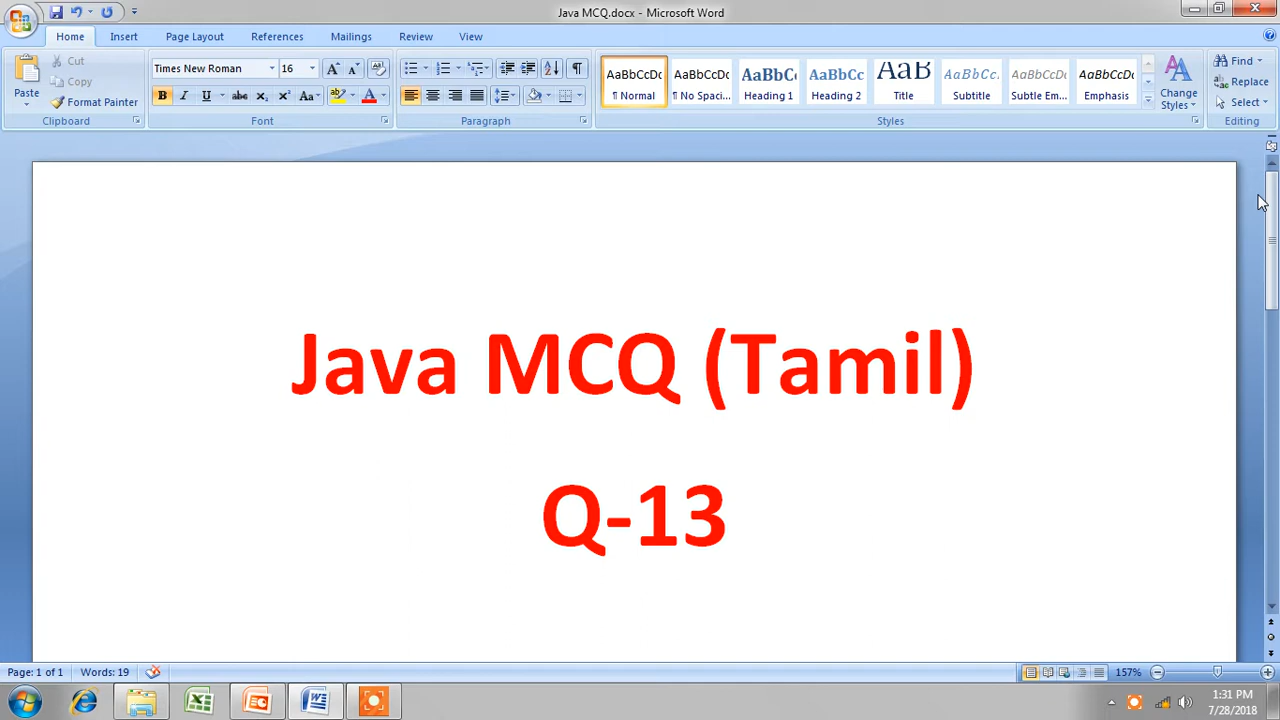 Java MCQ.docx - Microsoft Word
Home Insert Page Layout References Mailings Review View
Paste
Cut
Copy
Format Painter
Clipboard
Times New Roman 16
Font
Paragraph
AaBbCcDc AaBbCcDc AaBbC AaBbCc AaB AaBbCc. AaBbCcDc AaBbCcDc
¶ Normal ¶ No Spaci... Heading 1 Heading 2 Title Subtitle Subtle Em... Emphasis
Change Styles
Styles
Find
Replace
Select
Editing
Java MCQ (Tamil)
Q-13
Page: 1 of 1 Words: 19 157%
1:31 PM
7/28/2018